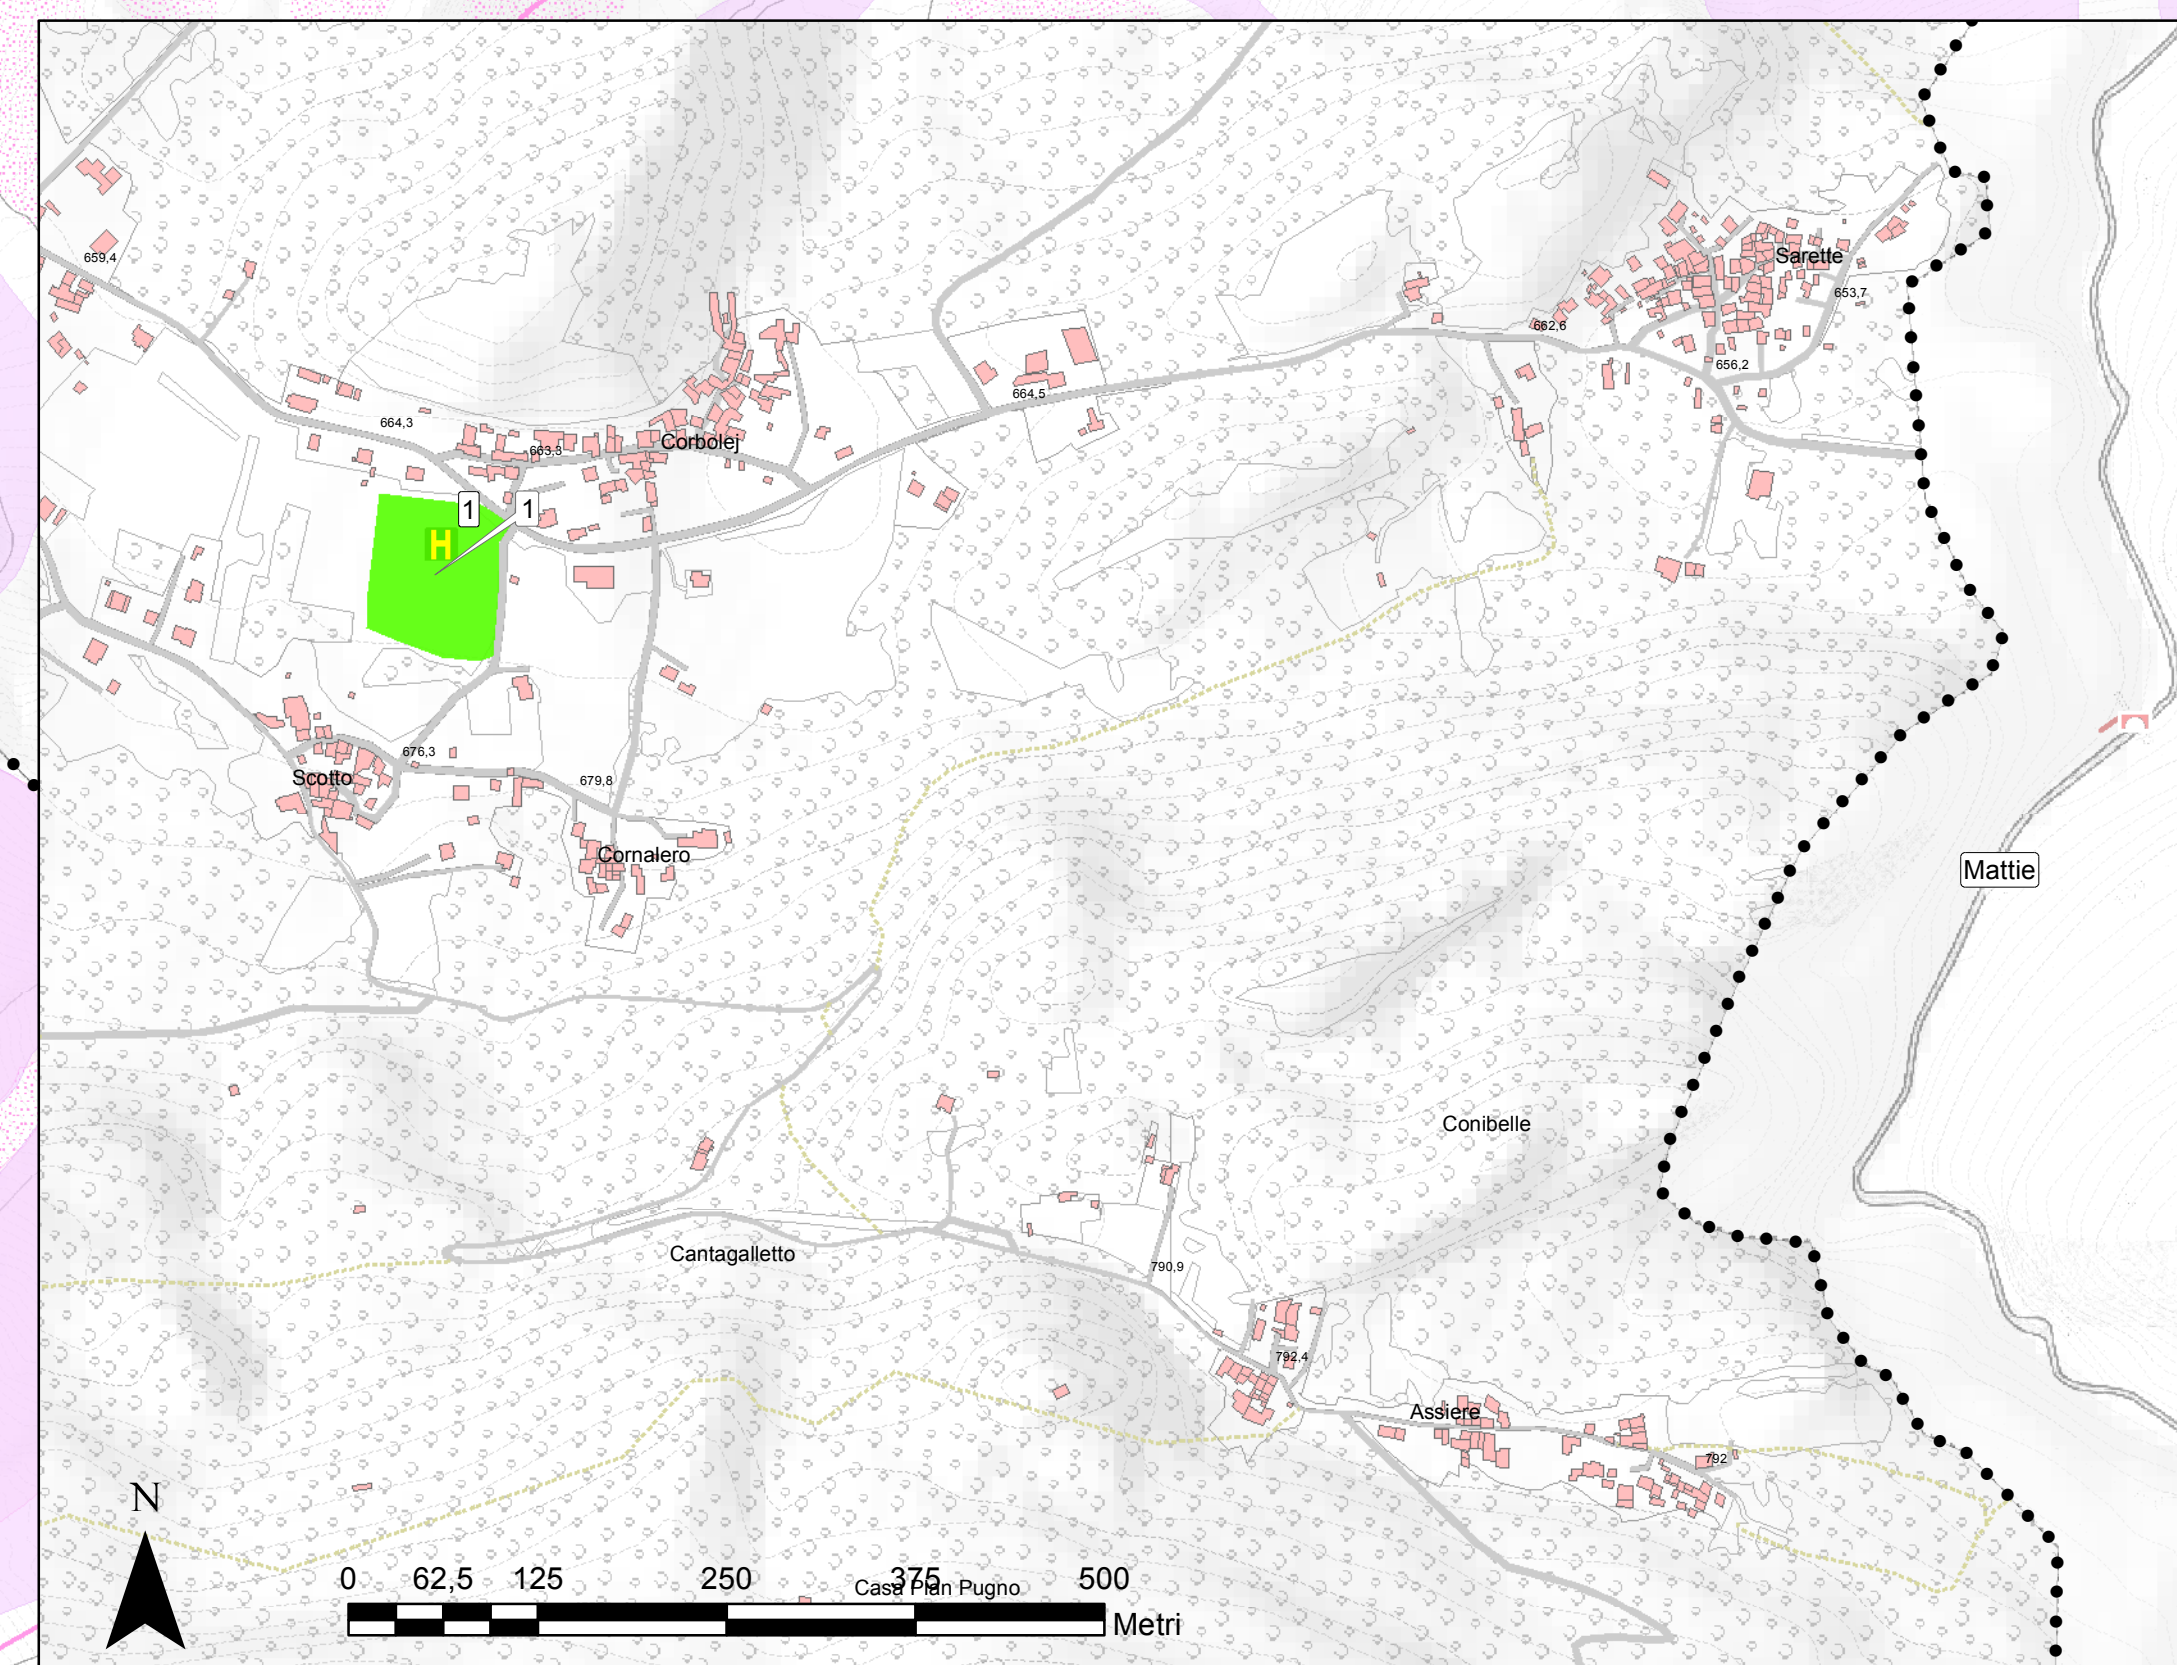 Sarette
659,4
653,7
662,6
656,2
664,5
664,3
Corbolej
663,3
1
1
H
676,3
Scotto
679,8
Cornalero
Mattie
Conibelle
Cantagalletto
790,9
792,4
Assiere
792
N
0 62,5 125 250 375 500
Casa Plan Pugno
Metri